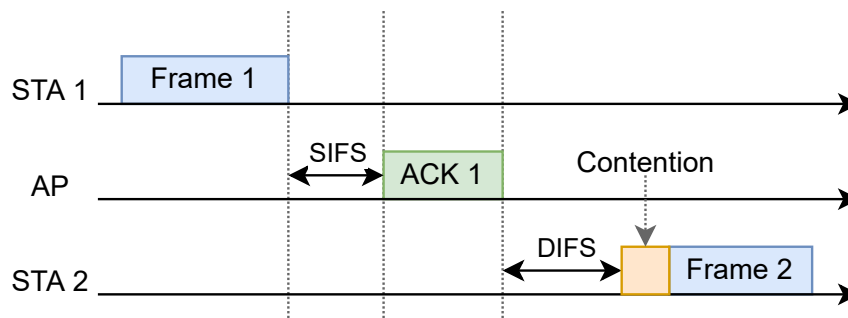 STA 1
Frame 1
SIFS
AP
ACK 1
Contention
DIFS
STA 2
Frame 2